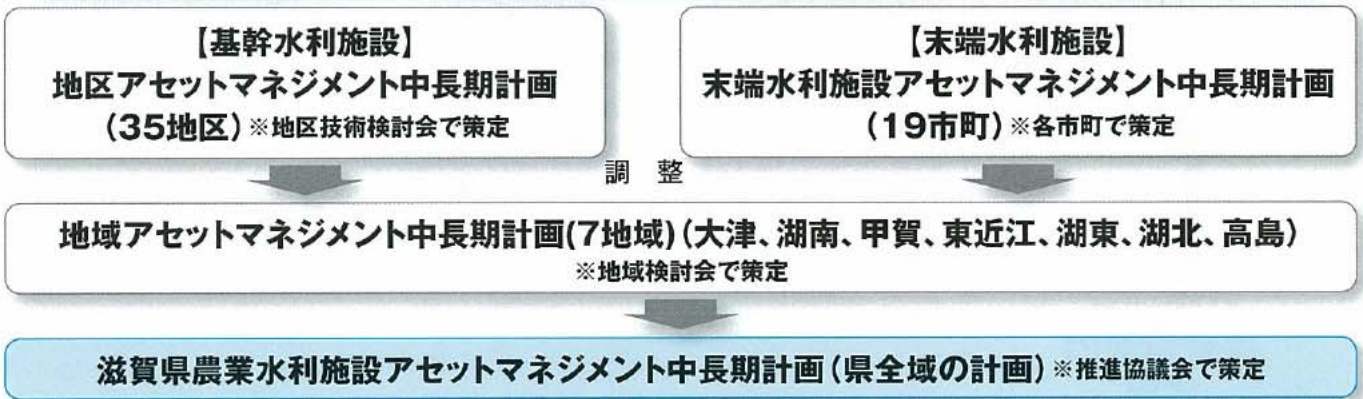 【基幹水利施設】
地区アセットマネジメント中長期計画
（35地区）※地区技術検討会で策定
【末端水利施設】
末端水利施設アセットマネジメント中長期計画
（19市町）※各市町で策定
調　整
地域アセットマネジメント中長期計画(7地域)（大津、湖南、甲賀、東近江、湖東、湖北、高島）
※地域検討会で策定
滋賀県農業水利施設アセットマネジメント中長期計画（県全域の計画）※推進協議会で策定